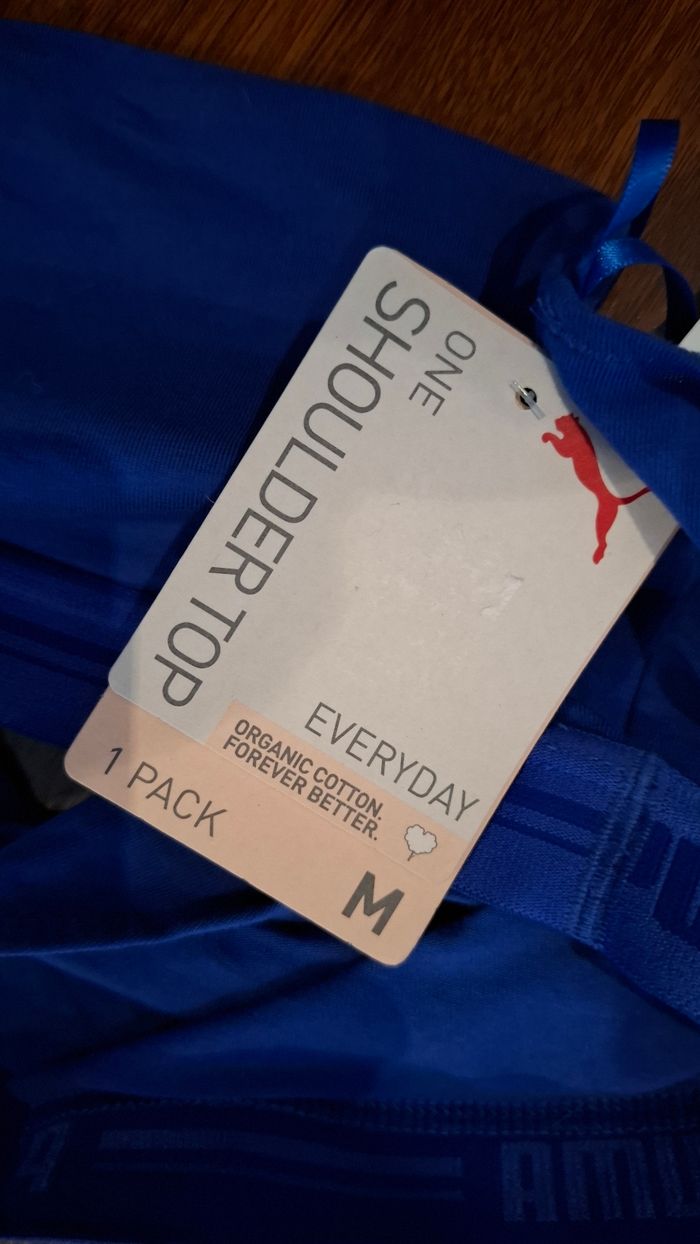 ONE
SHOULDER TOP
EVERYDAY
ORGANIC COTTON.
FOREVER BETTER.
1 PACK
M